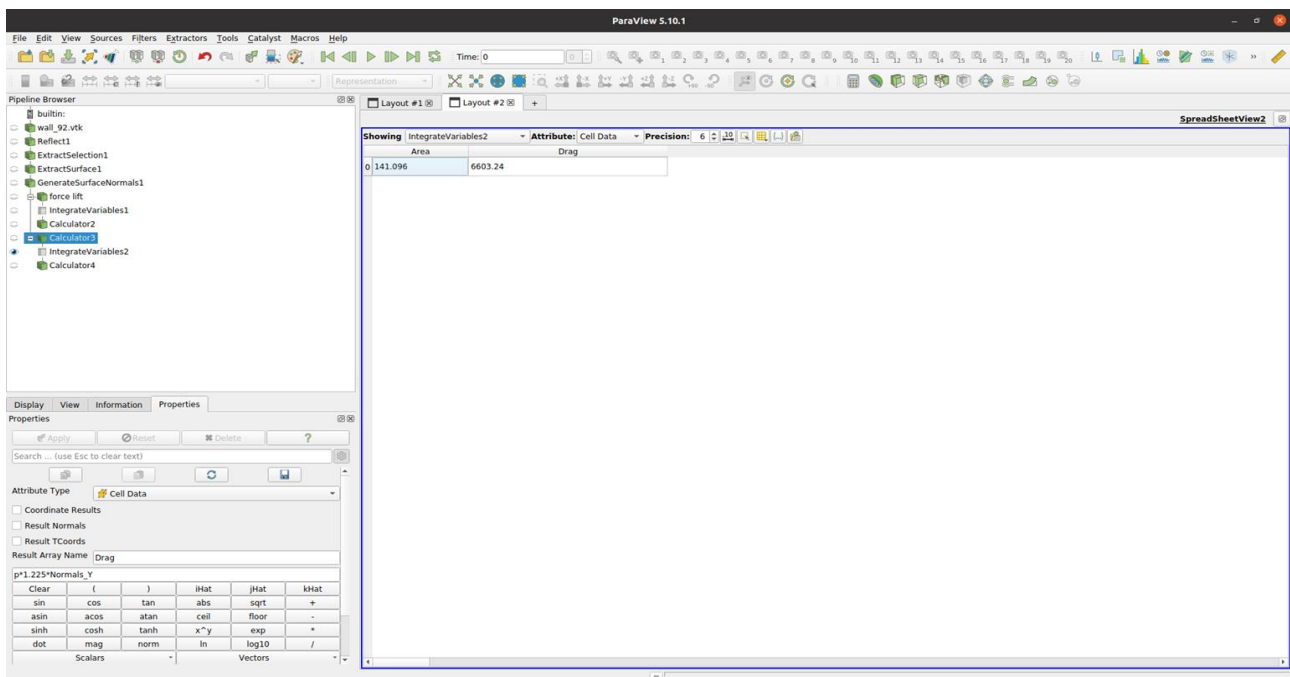 ParaView 5.10.1
File Edit View Sources Filters Extractors Tools Catalyst Macros Help
Time: 0
Representation
Pipeline Browser
builtin:
wall_92.vtk
Reflect1
ExtractSelection1
ExtractSurface1
GenerateSurfaceNormals1
force lift
IntegrateVariables1
Calculator2
Calculator3
IntegrateVariables2
Calculator4
Layout #1 Layout #2 +
SpreadSheetView2
Showing IntegrateVariables2 Attribute: Cell Data Precision: 6
Area Drag
0 141.096 6603.24
Display View Information Properties
Properties
Apply Reset Delete ?
Search ... (use Esc to clear text)
Attribute Type Cell Data
Coordinate Results
Result Normals
Result TCoords
Result Array Name Drag
p*1.225*Normals_Y
Clear ( ) iHat jHat kHat
sin cos tan abs sqrt +
asin acos atan ceil floor -
sinh cosh tanh x^y exp *
dot mag norm ln log10 /
Scalars Vectors